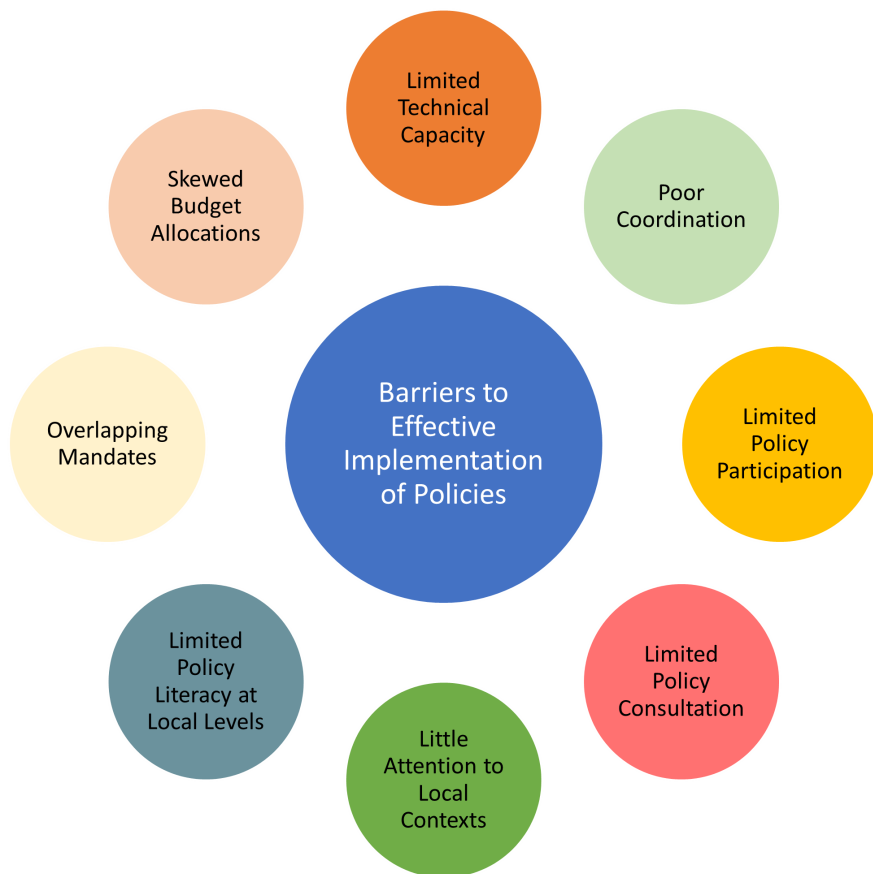 Limited
Technical
Capacity
Poor
Coordination
Limited
Policy
Participation
Limited
Policy
Consultation
Little
Attention to
Local
Contexts
Limited
Policy
Literacy at
Local Levels
Overlapping
Mandates
Skewed
Budget
Allocations
Barriers to
Effective
Implementation
of Policies